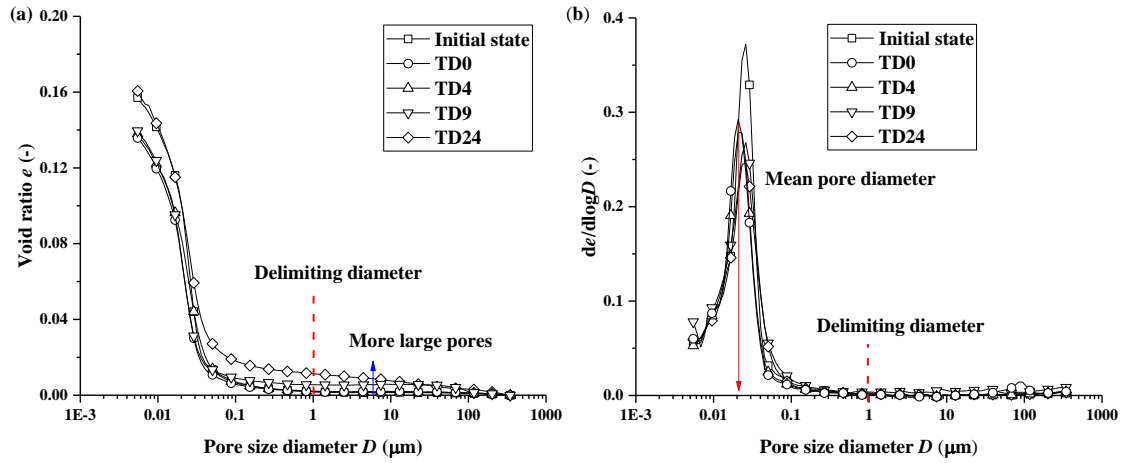 (a)
0.20
0.16
0.12
0.08
0.04
0.00
Void ratio e (-)
Initial state
TD0
TD4
TD9
TD24
Delimiting diameter
More large pores
1E-3
0.01
0.1
1
10
100
1000
Pore size diameter D (μm)
(b)
0.4
0.3
0.2
0.1
0.0
de/dlogD (-)
Initial state
TD0
TD4
TD9
TD24
Mean pore diameter
Delimiting diameter
1E-3
0.01
0.1
1
10
100
1000
Pore size diameter D (μm)